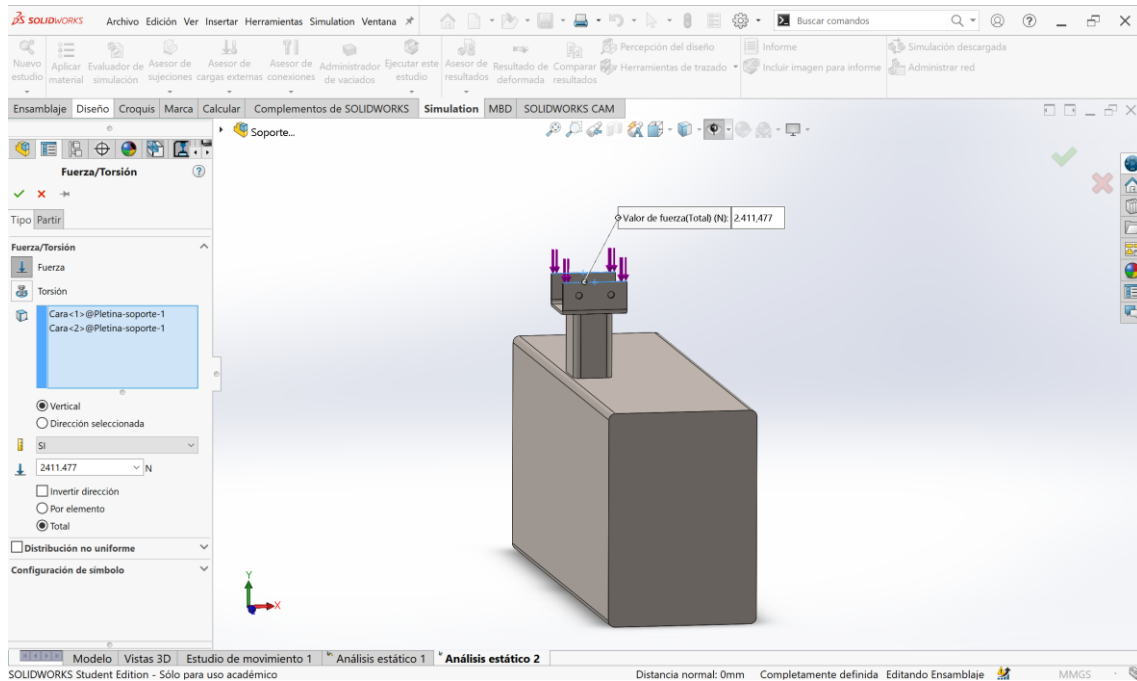 SOLIDWORKS Archivo Edición Ver Insertar Herramientas Simulation Ventana Buscar comandos
Nuevo estudio
Aplicar material
Evaluador de simulación
Asesor de sujeciones
Asesor de cargas externas
Asesor de conexiones
Administrador de vaciados
Ejecutar este estudio
Asesor de resultados
Resultado de deformada
Comparar resultados
Percepción del diseño
Herramientas de trazado
Informe
Incluir imagen para informe
Simulación descargada
Administrar red
Ensamblaje Diseño Croquis Marca Calcular Complementos de SOLIDWORKS Simulation MBD SOLIDWORKS CAM
Soporte...
Fuerza/Torsión
Tipo Partir
Fuerza/Torsión
Fuerza
Torsión
Cara<1>@Pletina-soporte-1
Cara<2>@Pletina-soporte-1
Vertical
Dirección seleccionada
SI
2411.477 N
Invertir dirección
Por elemento
Total
Distribución no uniforme
Configuración de símbolo
Valor de fuerza(Total) (N): 2.411,477
Y
X
Modelo Vistas 3D Estudio de movimiento 1 Análisis estático 1 Análisis estático 2
SOLIDWORKS Student Edition - Sólo para uso académico Distancia normal: 0mm Completamente definida Editando Ensamblaje MMGS